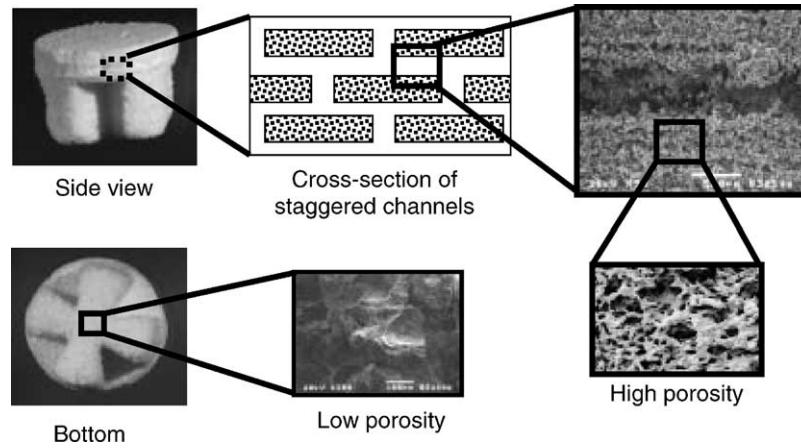 Side view
Cross-section of
staggered channels
Bottom
Low porosity
High porosity